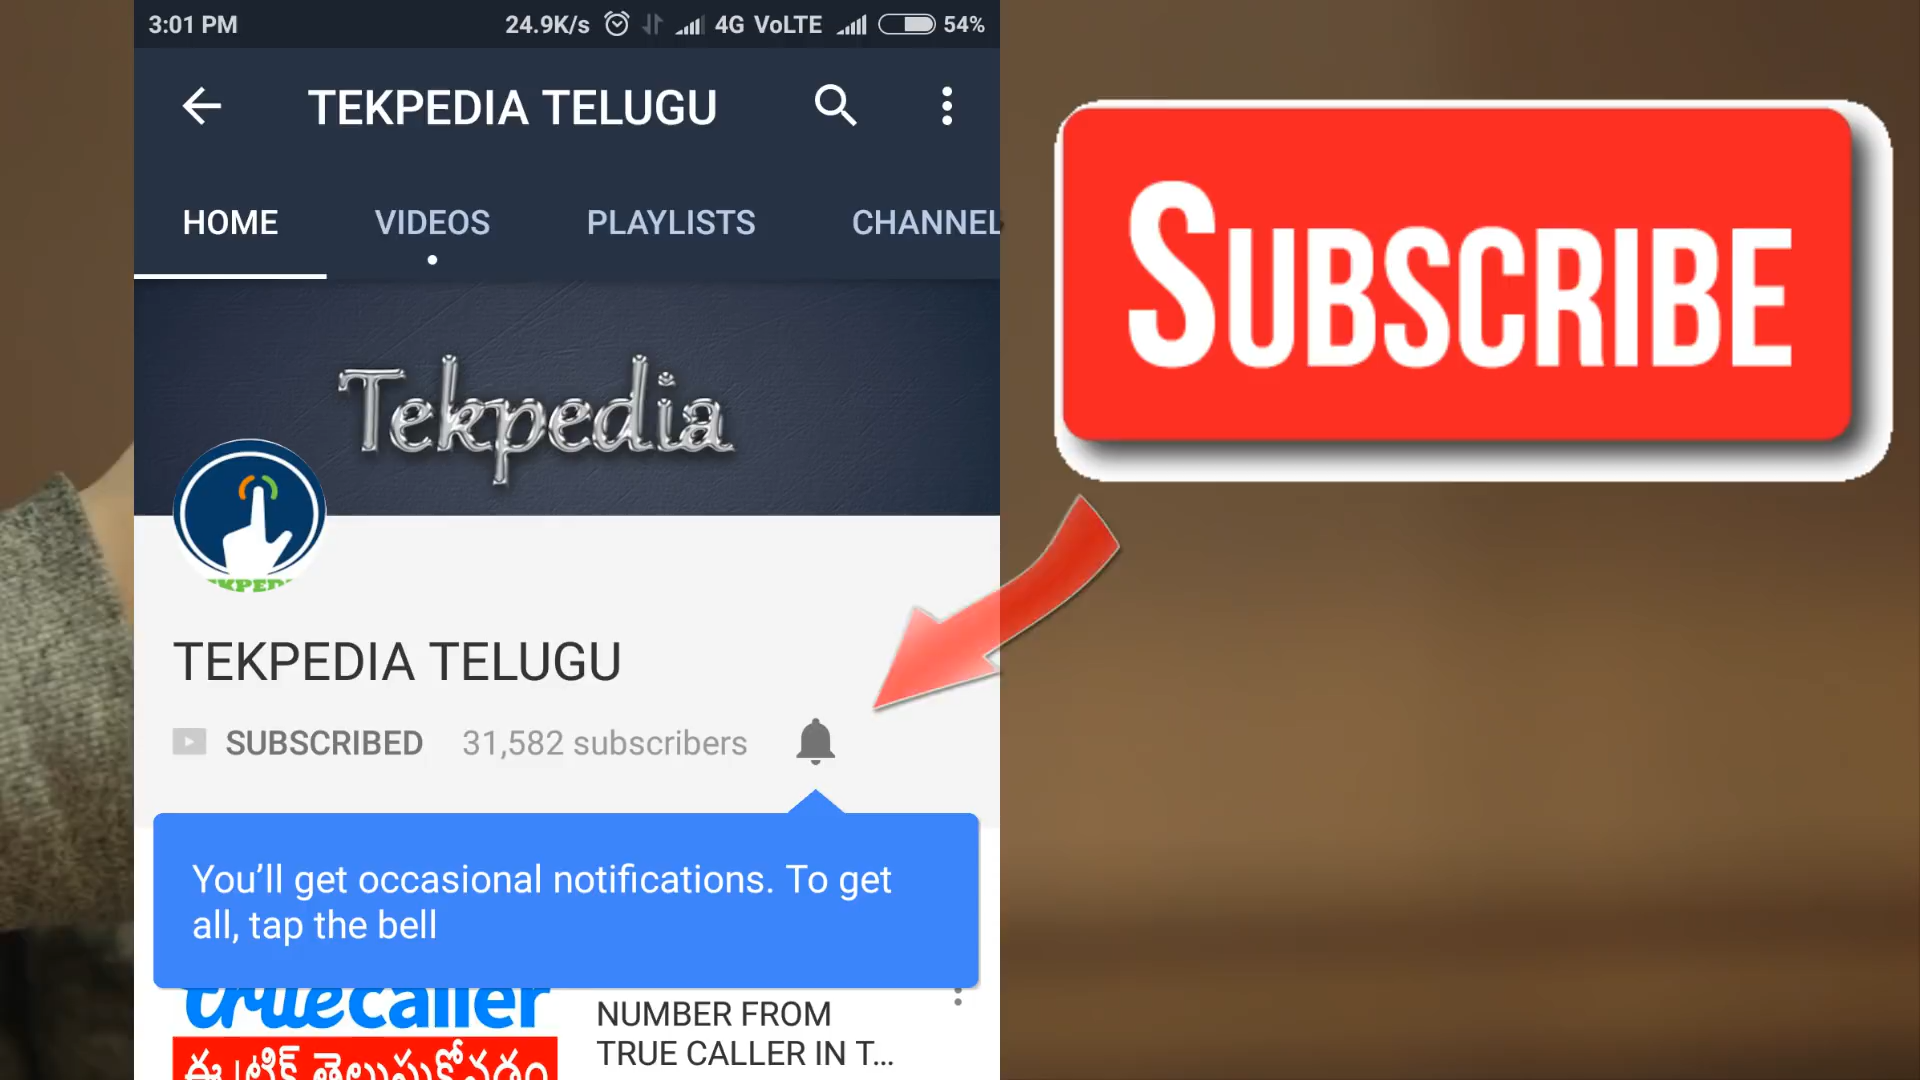 3:01 PM 24.9K/s 4G VoLTE 54%
TEKPEDIA TELUGU
HOME VIDEOS PLAYLISTS CHANNEL
SUBSCRIBE
Tekpedia
TEKPEDIA TELUGU
SUBSCRIBED 31,582 subscribers
You’ll get occasional notifications. To get
all, tap the bell
truecaller
NUMBER FROM
TRUE CALLER IN T...
ఈ ట్రిక్ తెలుసుకోవడం